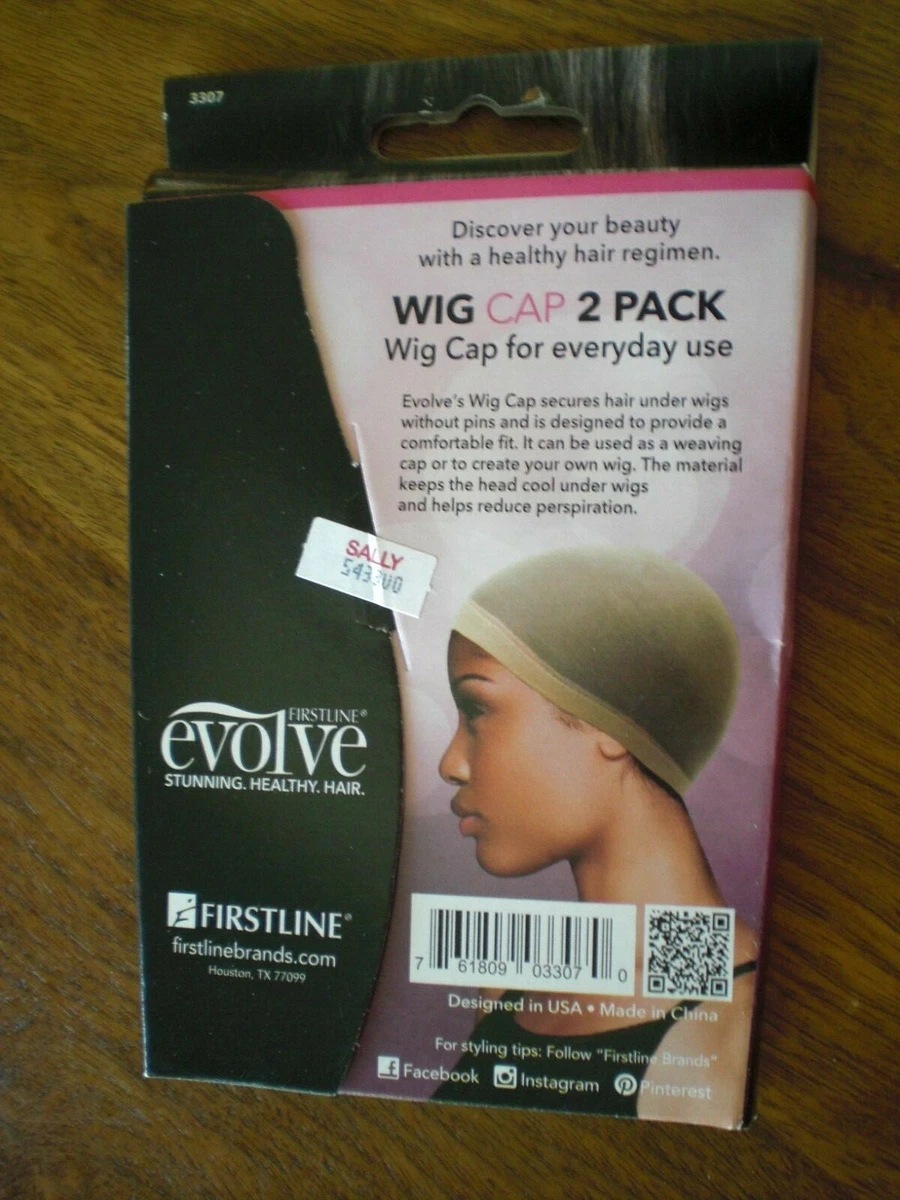 3307
Discover your beauty
with a healthy hair regimen.
WIG CAP 2 PACK
Wig Cap for everyday use
Evolve's Wig Cap secures hair under wigs
without pins and is designed to provide a
comfortable fit. It can be used as a weaving
cap or to create your own wig. The material
keeps the head cool under wigs
and helps reduce perspiration.
SALLY
FIRSTLINE®
evolve
STUNNING. HEALTHY. HAIR.
FIRSTLINE®
firstlinebrands.com
Houston, TX 77099
7 61809 03307 0
Designed in USA • Made in China
For styling tips: Follow "Firstline Brands"
Facebook Instagram Pinterest